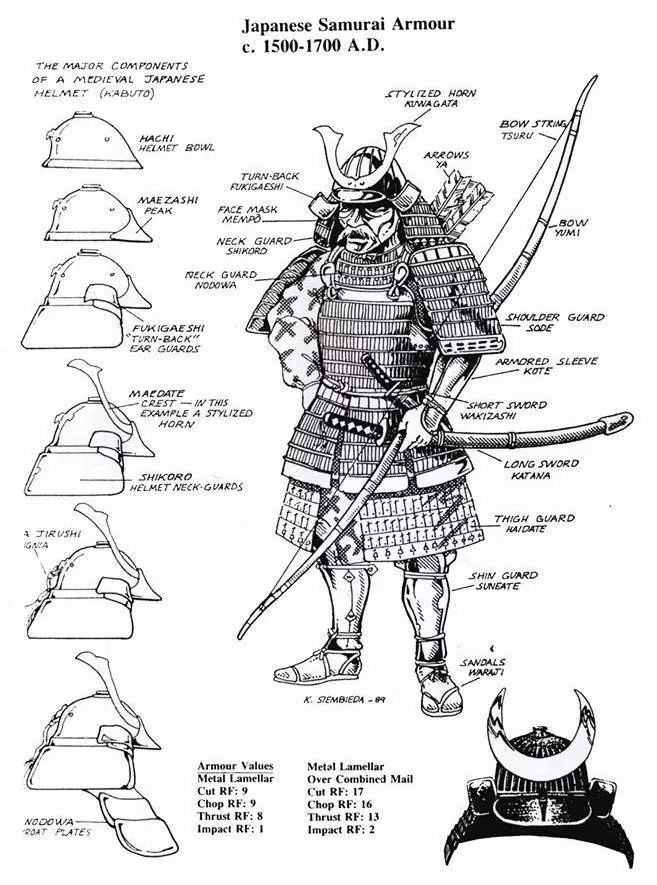 Japanese Samurai Armour
c. 1500-1700 A.D.
THE MAJOR COMPONENTS
OF A MEDIEVAL JAPANESE
HELMET (KABUTO)
HACHI
HELMET BOWL
MAEZASHI
PEAK
FUKIGAESHI
"TURN-BACK"
EAR GUARDS
MAEDATE
CREST — IN THIS
EXAMPLE A STYLIZED
HORN
SHIKORO
HELMET NECK-GUARDS
A JIRUSHI
IGNIA
NODOWA
ROAT PLATES
STYLIZED HORN
KUWAGATA
TURN-BACK
FUKIGAESHI
FACE MASK
MEMPŌ
NECK GUARD
SHIKORO
NECK GUARD
NODOWA
ARROWS
YA
BOW STRING
TSURU
BOW
YUMI
SHOULDER GUARD
SODE
ARMORED SLEEVE
KOTE
SHORT SWORD
WAKIZASHI
LONG SWORD
KATANA
THIGH GUARD
HAIDATE
SHIN GUARD
SUNEATE
SANDALS
WARAJI
K. SIEMBIEDA - 89
Armour Values
Metal Lamellar
Cut RF: 9
Chop RF: 9
Thrust RF: 8
Impact RF: 1
Metal Lamellar
Over Combined Mail
Cut RF: 17
Chop RF: 16
Thrust RF: 13
Impact RF: 2